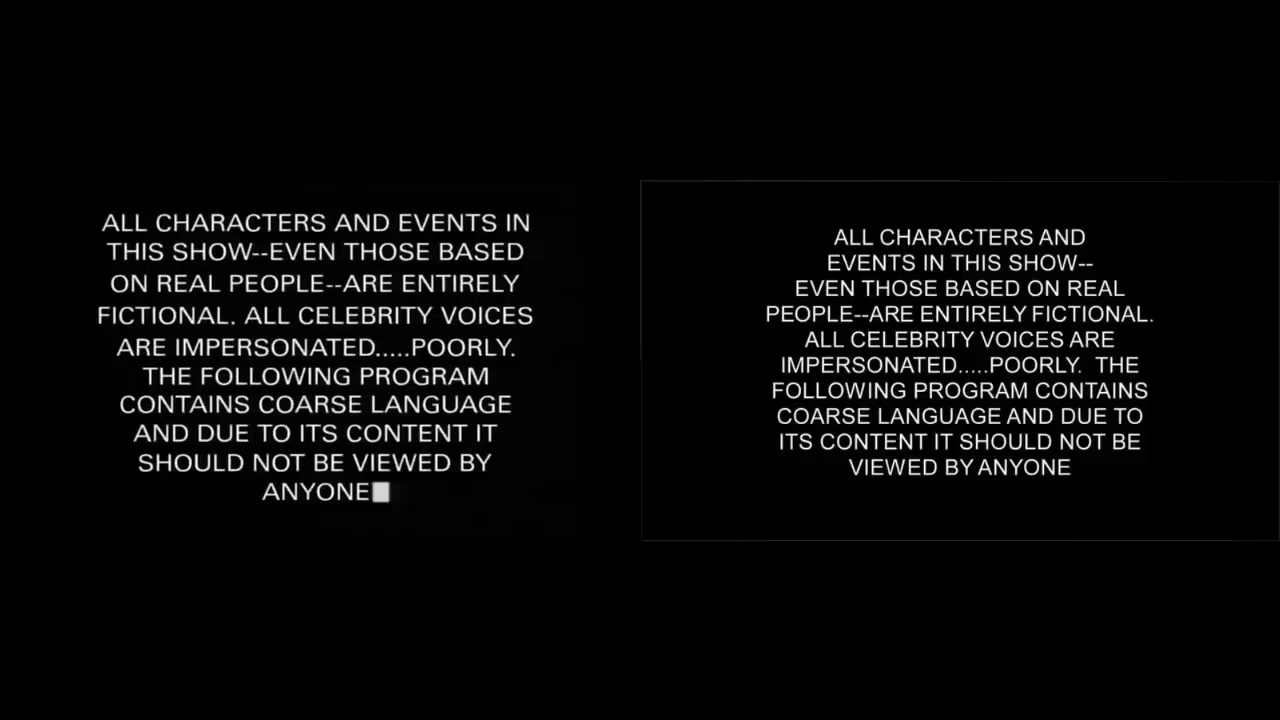 ALL CHARACTERS AND EVENTS IN
THIS SHOW--EVEN THOSE BASED
ON REAL PEOPLE--ARE ENTIRELY
FICTIONAL. ALL CELEBRITY VOICES
ARE IMPERSONATED.....POORLY.
THE FOLLOWING PROGRAM
CONTAINS COARSE LANGUAGE
AND DUE TO ITS CONTENT IT
SHOULD NOT BE VIEWED BY
ANYONE
ALL CHARACTERS AND
EVENTS IN THIS SHOW--
EVEN THOSE BASED ON REAL
PEOPLE--ARE ENTIRELY FICTIONAL.
ALL CELEBRITY VOICES ARE
IMPERSONATED.....POORLY.  THE
FOLLOWING PROGRAM CONTAINS
COARSE LANGUAGE AND DUE TO
ITS CONTENT IT SHOULD NOT BE
VIEWED BY ANYONE